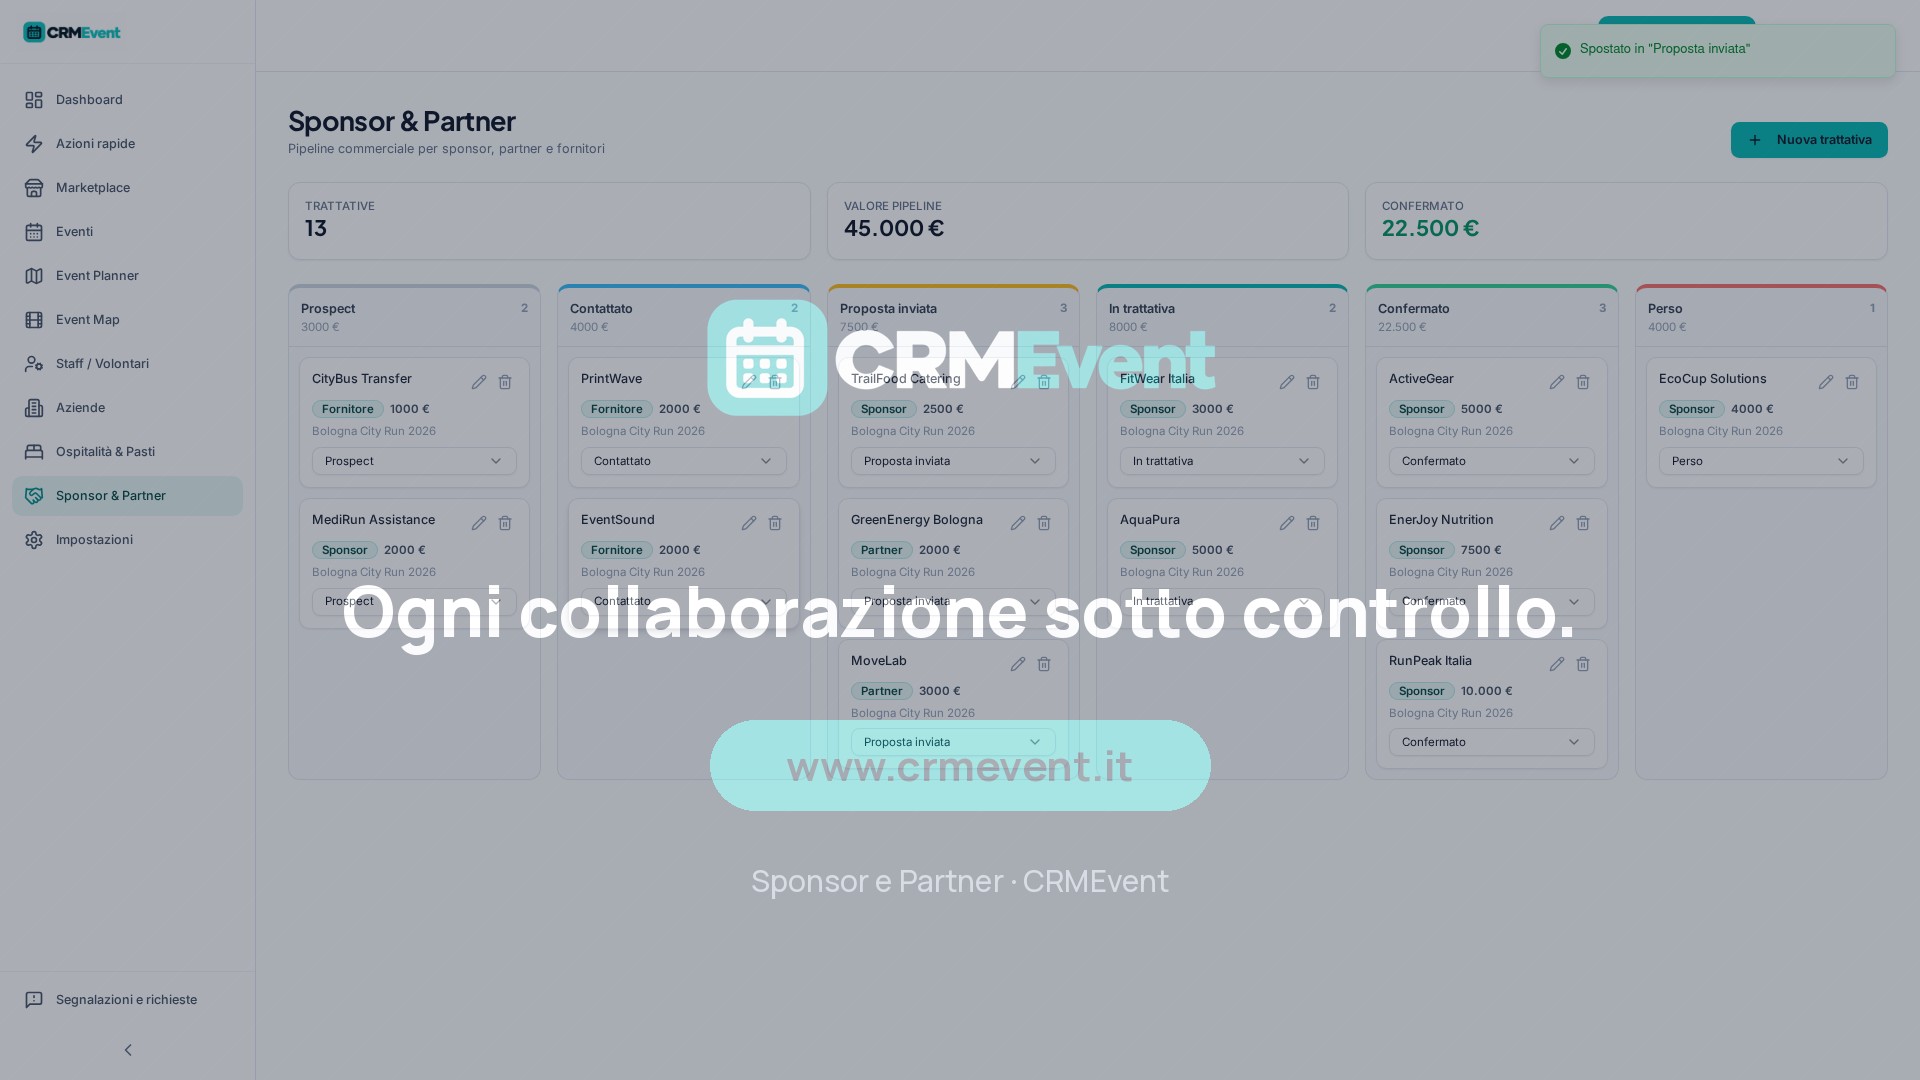 CRMEvent
Spostato in "Proposta inviata"
Dashboard
Azioni rapide
Marketplace
Eventi
Event Planner
Event Map
Staff / Volontari
Aziende
Ospitalità & Pasti
Sponsor & Partner
Impostazioni
Segnalazioni e richieste
Sponsor & Partner
Pipeline commerciale per sponsor, partner e fornitori
Nuova trattativa
TRATTATIVE
13
VALORE PIPELINE
45.000 €
CONFERMATO
22.500 €
Prospect 2
3000 €
CityBus Transfer
Fornitore 1000 €
Bologna City Run 2026
Prospect
MediRun Assistance
Sponsor 2000 €
Bologna City Run 2026
Prospect
Contattato 2
4000 €
PrintWave
Fornitore 2000 €
Bologna City Run 2026
Contattato
EventSound
Fornitore 2000 €
Bologna City Run 2026
Contattato
Proposta inviata 3
7500 €
TrailFood Catering
Sponsor 2500 €
Bologna City Run 2026
Proposta inviata
GreenEnergy Bologna
Partner 2000 €
Bologna City Run 2026
Proposta inviata
MoveLab
Partner 3000 €
Bologna City Run 2026
Proposta inviata
In trattativa 2
8000 €
FitWear Italia
Sponsor 3000 €
Bologna City Run 2026
In trattativa
AquaPura
Sponsor 5000 €
Bologna City Run 2026
In trattativa
Confermato 3
22.500 €
ActiveGear
Sponsor 5000 €
Bologna City Run 2026
Confermato
EnerJoy Nutrition
Sponsor 7500 €
Bologna City Run 2026
Confermato
RunPeak Italia
Sponsor 10.000 €
Bologna City Run 2026
Confermato
Perso 1
4000 €
EcoCup Solutions
Sponsor 4000 €
Bologna City Run 2026
Perso
CRMEvent
Ogni collaborazione sotto controllo.
www.crmevent.it
Sponsor e Partner · CRMEvent